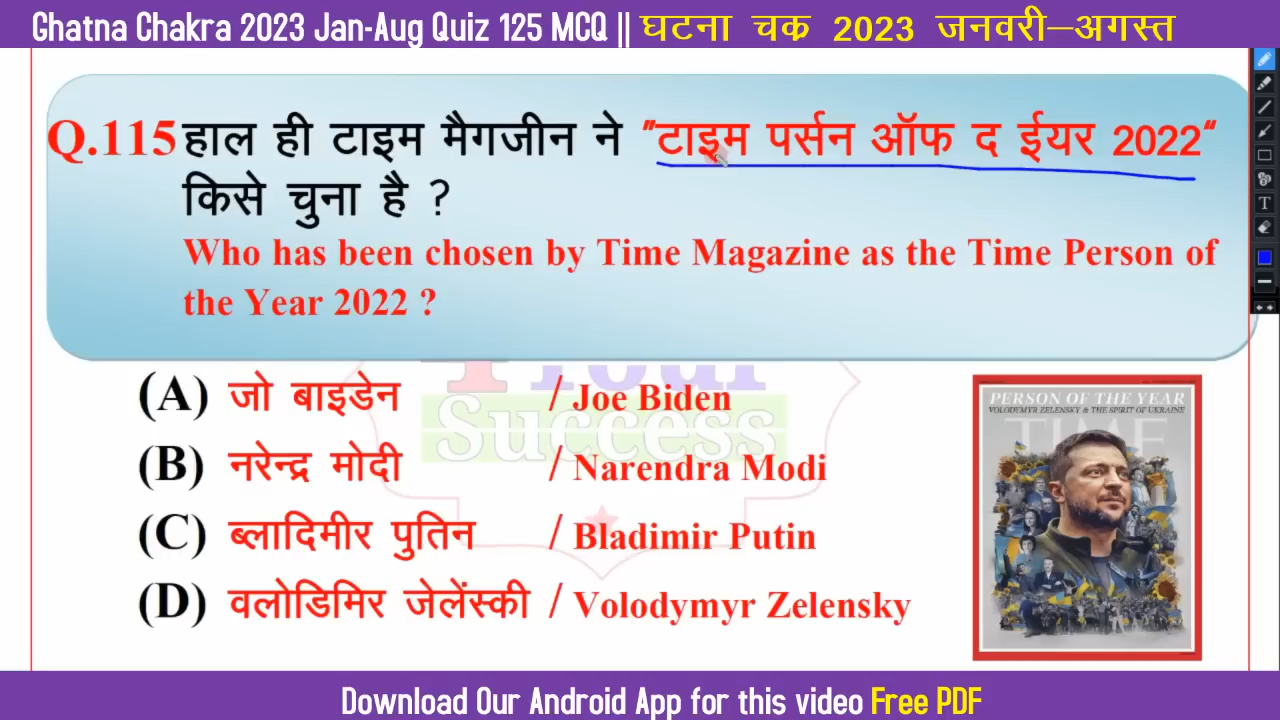 Ghatna Chakra 2023 Jan-Aug Quiz 125 MCQ || घटना चक्र 2023 जनवरी–अगस्त
Q.115 हाल ही टाइम मैगजीन ने "टाइम पर्सन ऑफ द ईयर 2022"
किसे चुना है ?
Who has been chosen by Time Magazine as the Time Person of
the Year 2022 ?
(A) जो बाइडेन / Joe Biden
(B) नरेन्द्र मोदी / Narendra Modi
(C) ब्लादिमीर पुतिन / Bladimir Putin
(D) वलोडिमिर जेलेंस्की / Volodymyr Zelensky
Hour
Success
PERSON OF THE YEAR
VOLODYMYR ZELENSKY & THE SPIRIT OF UKRAINE
TIME
T
Download Our Android App for this video Free PDF